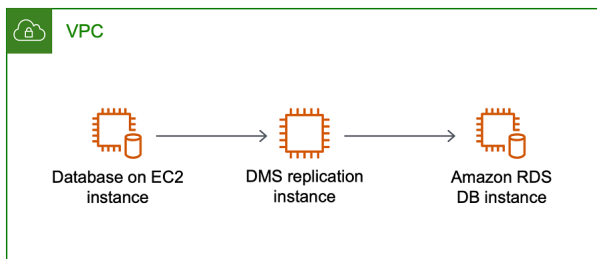 VPC
Database on EC2
instance
DMS replication
instance
Amazon RDS
DB instance